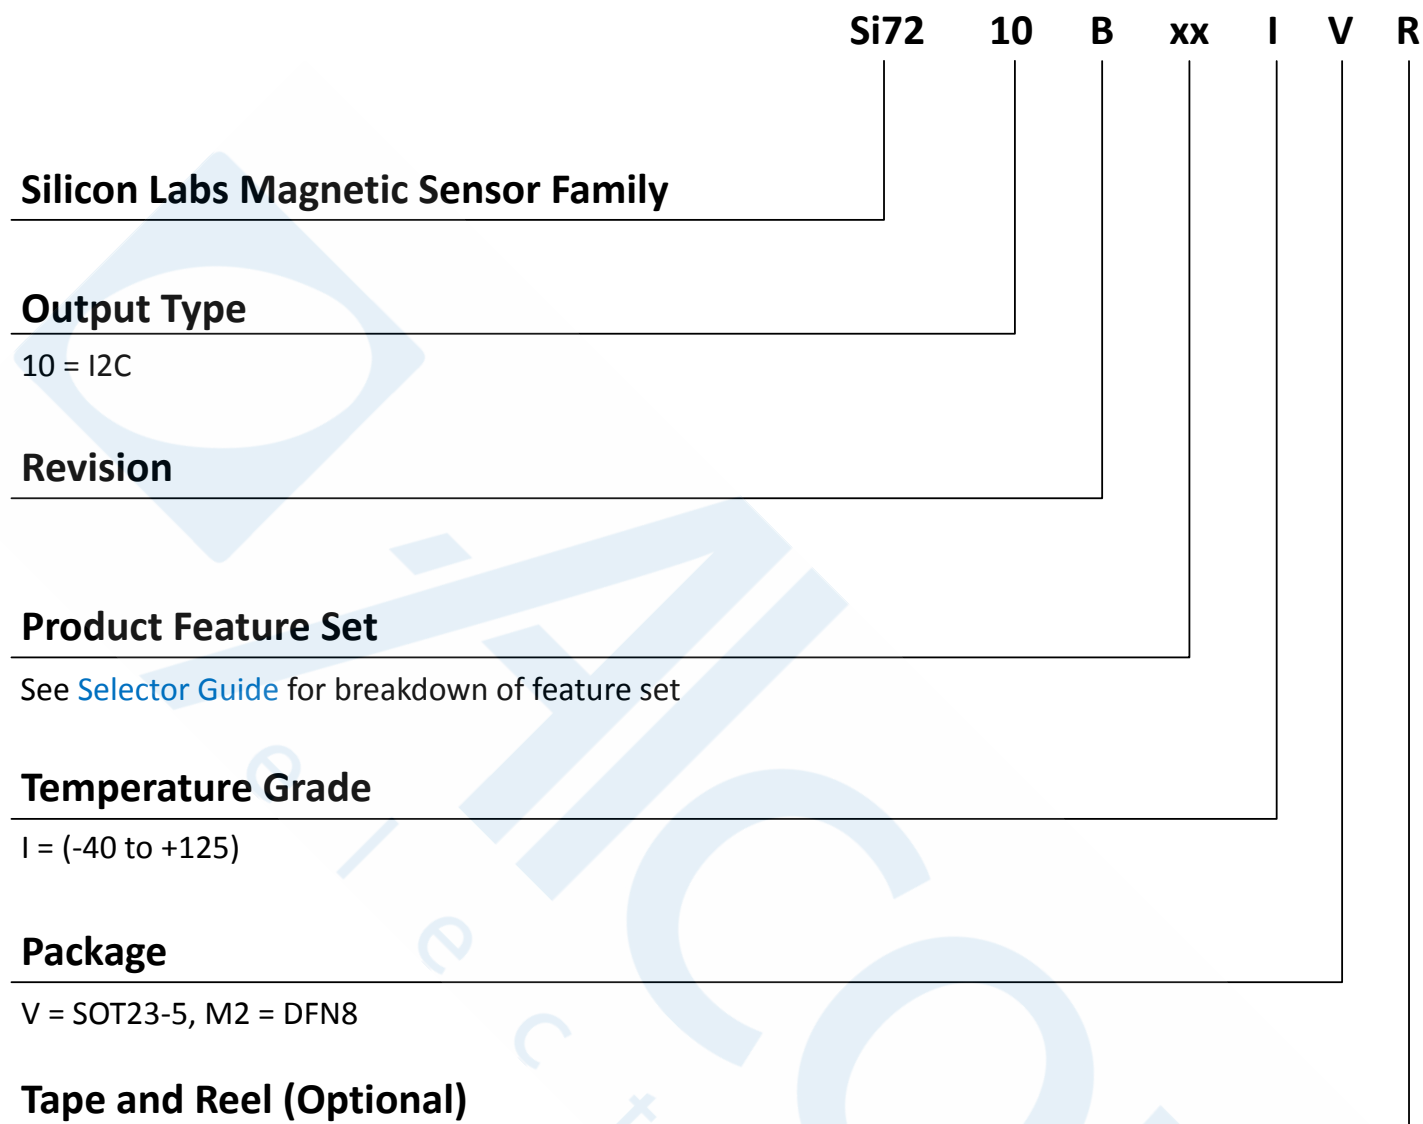 Si72 10 B xx I V R
Silicon Labs Magnetic Sensor Family
Output Type
10 = I2C
Revision
Product Feature Set
See Selector Guide for breakdown of feature set
Temperature Grade
I = (-40 to +125)
Package
V = SOT23-5, M2 = DFN8
Tape and Reel (Optional)